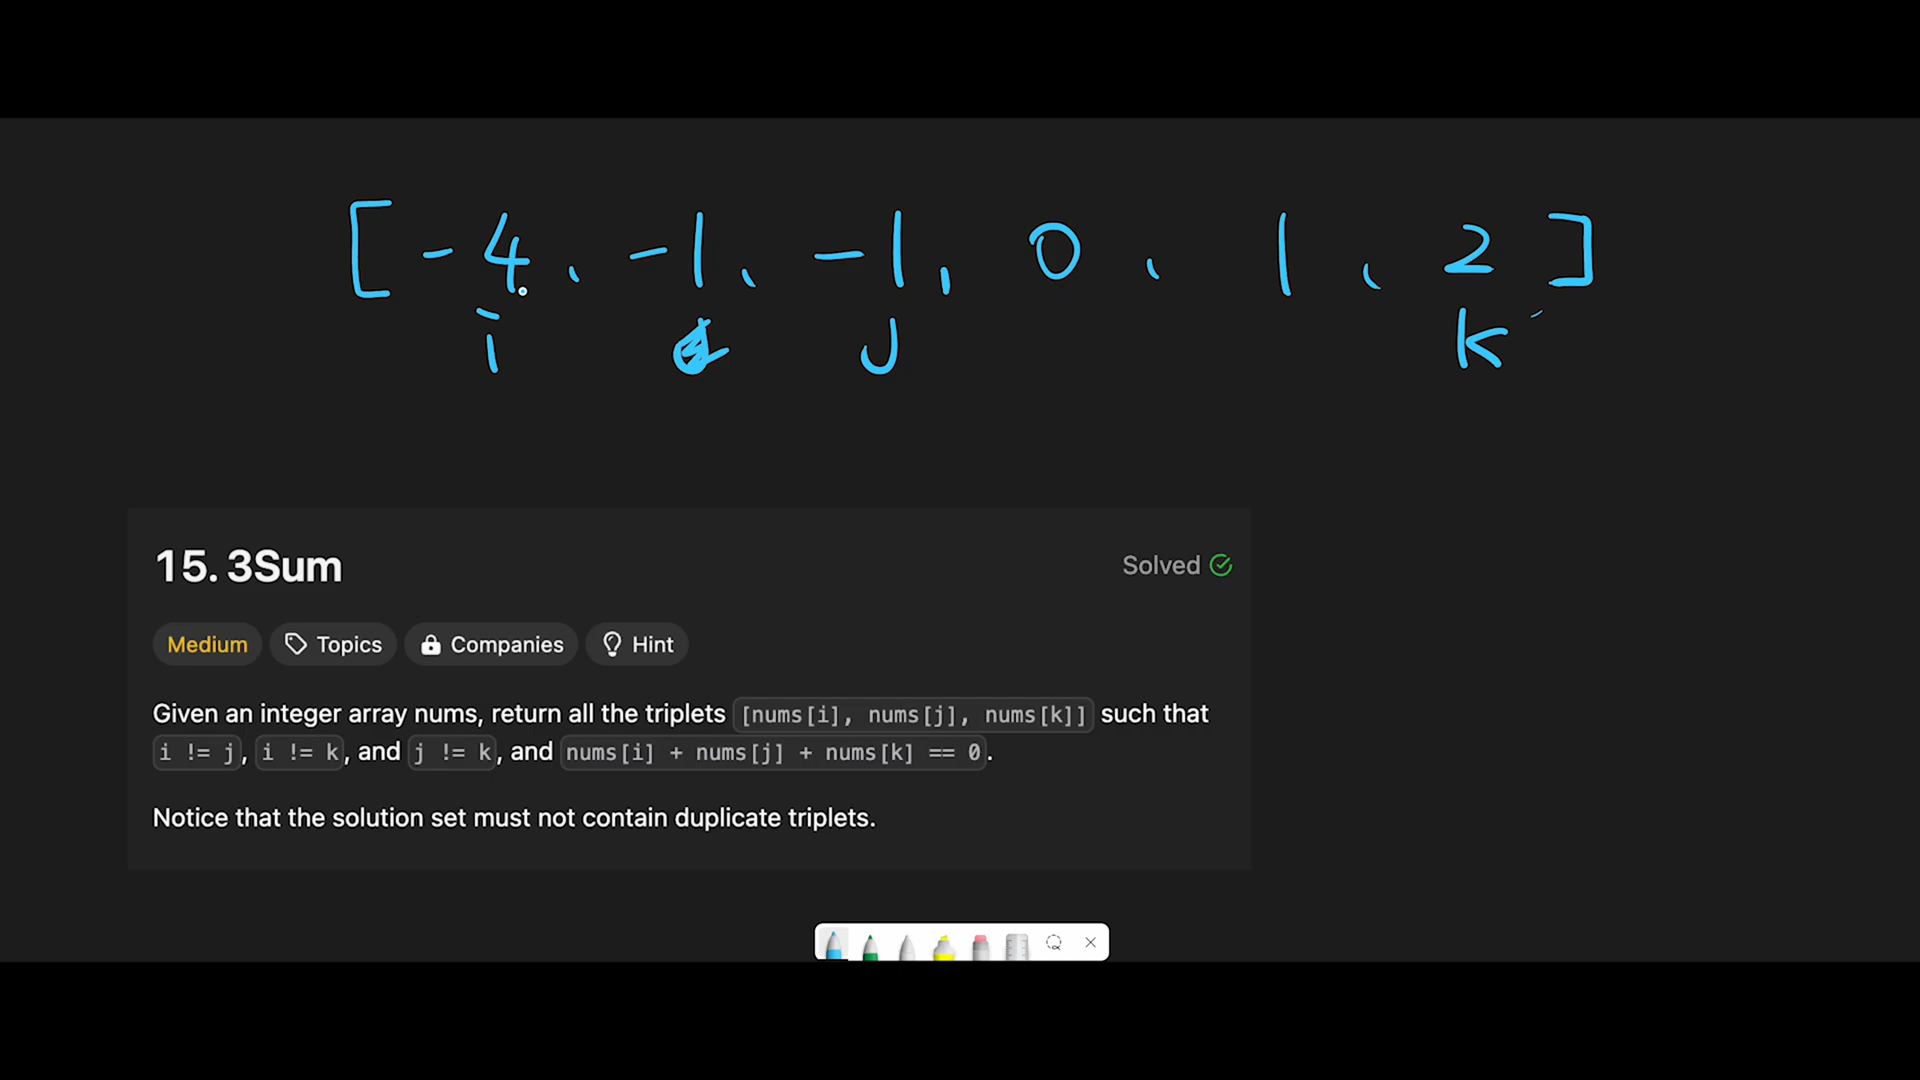 [-4, -1, -1, 0, 1, 2]
i j k
15. 3Sum
Solved
Medium Topics Companies Hint
Given an integer array nums, return all the triplets [nums[i], nums[j], nums[k]] such that
i != j, i != k, and j != k, and nums[i] + nums[j] + nums[k] == 0.
Notice that the solution set must not contain duplicate triplets.